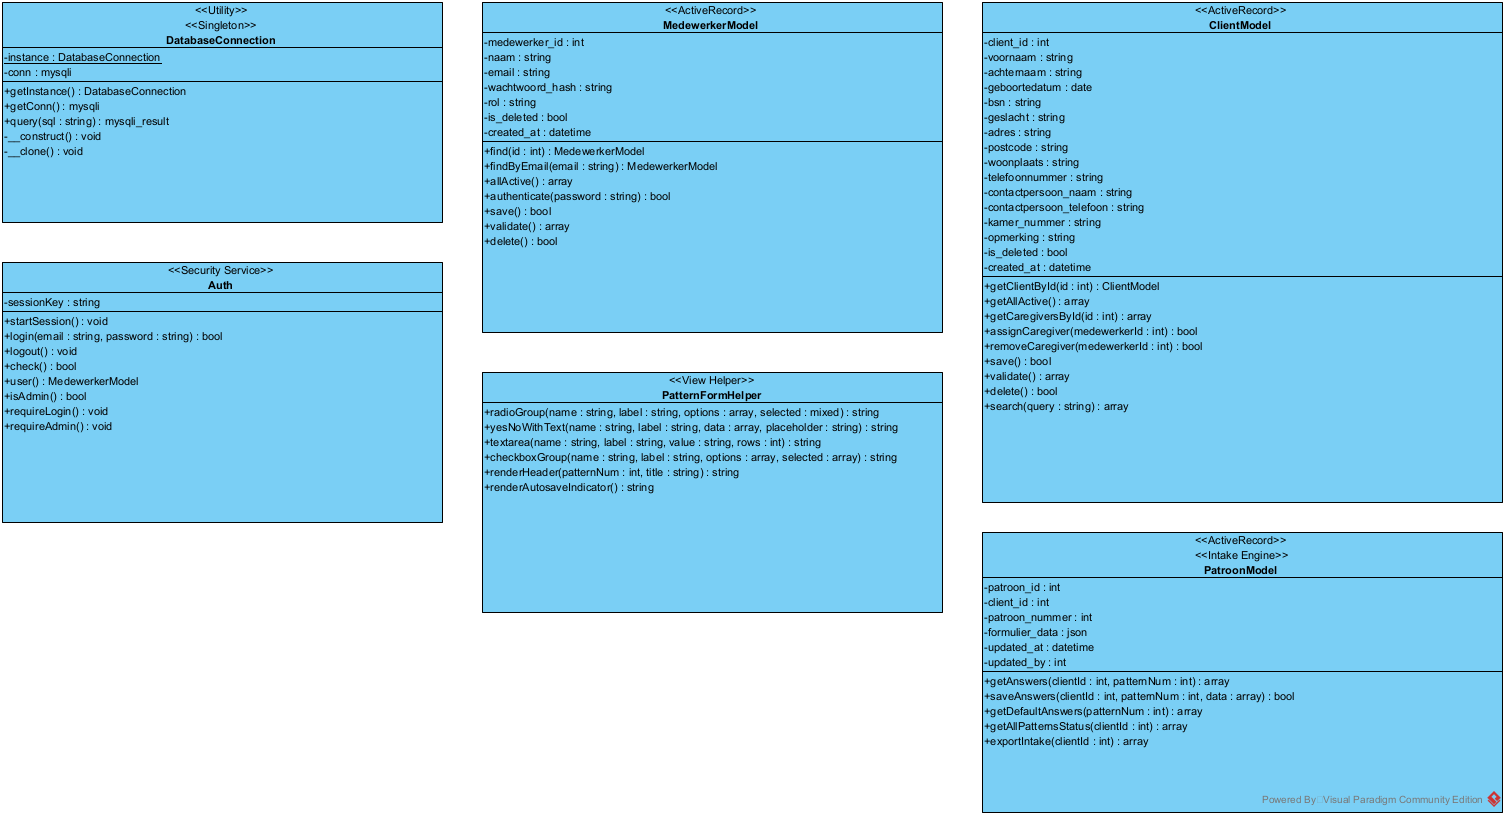 <<Utility>>
<<Singleton>>
DatabaseConnection
-instance : DatabaseConnection
-conn : mysqli
+getInstance() : DatabaseConnection
+getConn() : mysqli
+query(sql : string) : mysqli_result
-__construct() : void
-__clone() : void
<<Security Service>>
Auth
-sessionKey : string
+startSession() : void
+login(email : string, password : string) : bool
+logout() : void
+check() : bool
+user() : MedewerkerModel
+isAdmin() : bool
+requireLogin() : void
+requireAdmin() : void
<<ActiveRecord>>
MedewerkerModel
-medewerker_id : int
-naam : string
-email : string
-wachtwoord_hash : string
-rol : string
-is_deleted : bool
-created_at : datetime
+find(id : int) : MedewerkerModel
+findByEmail(email : string) : MedewerkerModel
+allActive() : array
+authenticate(password : string) : bool
+save() : bool
+validate() : array
+delete() : bool
<<View Helper>>
PatternFormHelper
+radioGroup(name : string, label : string, options : array, selected : mixed) : string
+yesNoWithText(name : string, label : string, data : array, placeholder : string) : string
+textarea(name : string, label : string, value : string, rows : int) : string
+checkboxGroup(name : string, label : string, options : array, selected : array) : string
+renderHeader(patternNum : int, title : string) : string
+renderAutosaveIndicator() : string
<<ActiveRecord>>
ClientModel
-client_id : int
-voornaam : string
-achternaam : string
-geboortedatum : date
-bsn : string
-geslacht : string
-adres : string
-postcode : string
-woonplaats : string
-telefoonnummer : string
-contactpersoon_naam : string
-contactpersoon_telefoon : string
-kamer_nummer : string
-opmerking : string
-is_deleted : bool
-created_at : datetime
+getClientById(id : int) : ClientModel
+getAllActive() : array
+getCaregiversById(id : int) : array
+assignCaregiver(medewerkerId : int) : bool
+removeCaregiver(medewerkerId : int) : bool
+save() : bool
+validate() : array
+delete() : bool
+search(query : string) : array
<<ActiveRecord>>
<<Intake Engine>>
PatroonModel
-patroon_id : int
-client_id : int
-patroon_nummer : int
-formulier_data : json
-updated_at : datetime
-updated_by : int
+getAnswers(clientId : int, patternNum : int) : array
+saveAnswers(clientId : int, patternNum : int, data : array) : bool
+getDefaultAnswers(patternNum : int) : array
+getAllPatternsStatus(clientId : int) : array
+exportIntake(clientId : int) : array
Powered By Visual Paradigm Community Edition